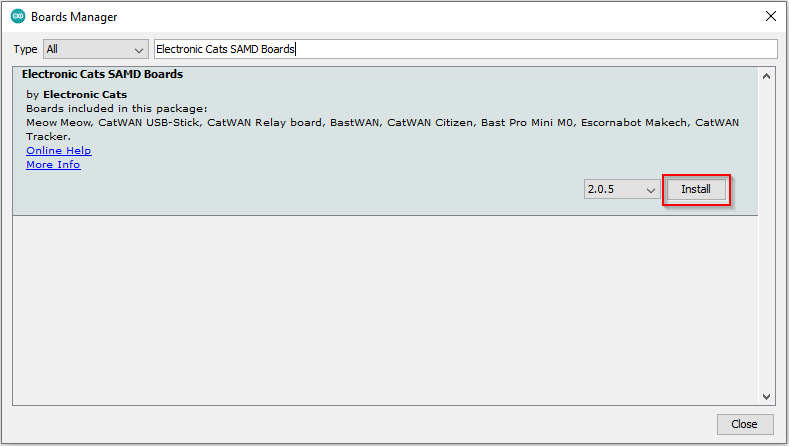 Boards Manager
Type All Electronic Cats SAMD Boards
Electronic Cats SAMD Boards
by Electronic Cats
Boards included in this package:
Meow Meow, CatWAN USB-Stick, CatWAN Relay board, BastWAN, CatWAN Citizen, Bast Pro Mini M0, Escornabot Makech, CatWAN
Tracker.
Online Help
More Info
2.0.5 Install
Close